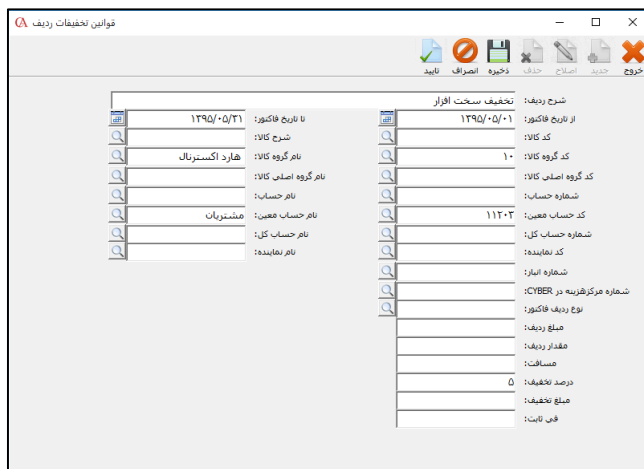 قوانین تخفیفات ردیف
خروج جدید اصلاح حذف ذخیره انصراف تایید
شرح ردیف: تخفیف سخت افزار
از تاریخ فاکتور: ۱۳۹۵/۰۵/۰۱ تا تاریخ فاکتور: ۱۳۹۵/۰۵/۳۱
کد کالا: شرح کالا:
کد گروه کالا: ۱۰ نام گروه کالا: هارد اکسترنال
کد گروه اصلی کالا: نام گروه اصلی کالا:
شماره حساب: نام حساب:
کد حساب معین: ۱۱۲۰۳ نام حساب معین: مشتریان
شماره حساب کل: نام حساب کل:
کد نماینده: نام نماینده:
شماره انبار:
شماره مرکزهزینه در CYBER:
نوع ردیف فاکتور:
مبلغ ردیف:
مقدار ردیف:
مسافت:
درصد تخفیف: ۵
مبلغ تخفیف:
فی ثابت: